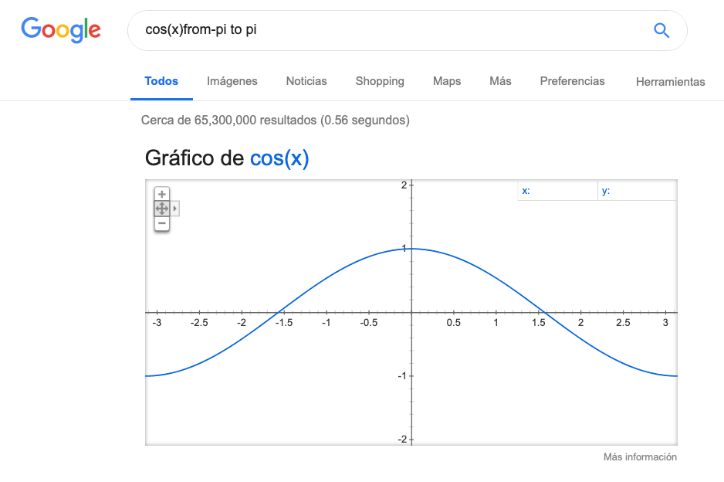 Google
cos(x)from-pi to pi
Todos Imágenes Noticias Shopping Maps Más Preferencias Herramientas
Cerca de 65,300,000 resultados (0.56 segundos)
Gráfico de cos(x)
+
−
x: y:
2
1
-3 -2.5 -2 -1.5 -1 -0.5 0.5 1 1.5 2 2.5 3
-1
-2
Más información